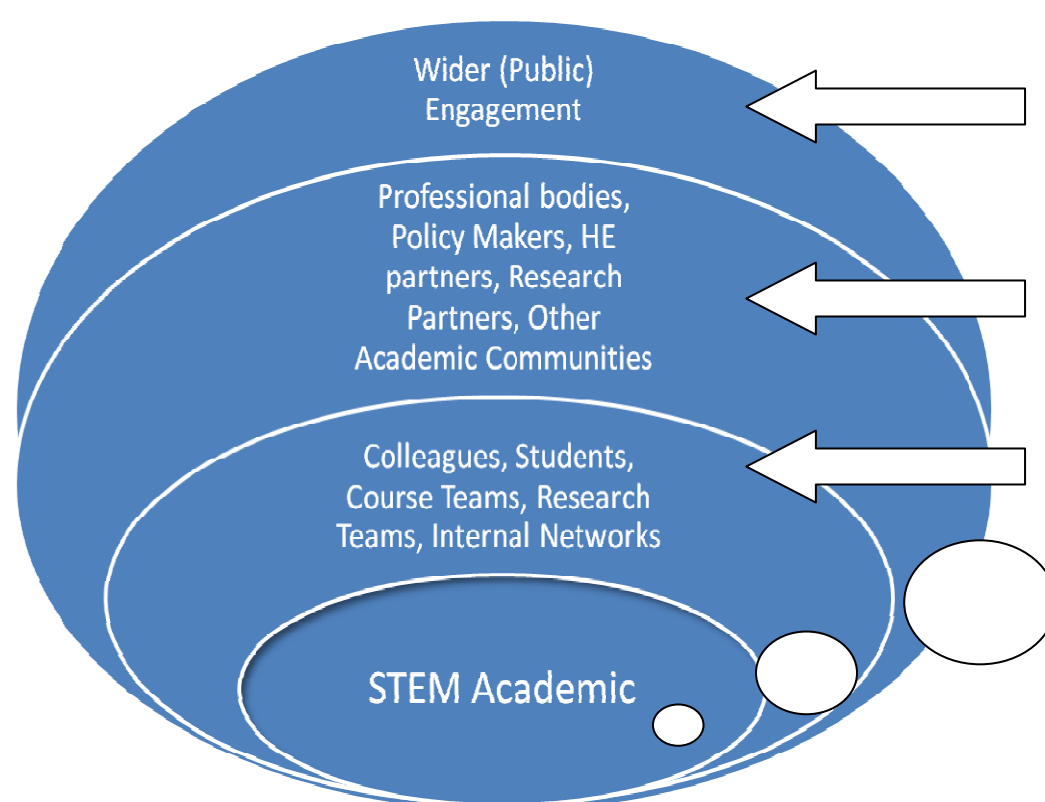 Wider (Public)
Engagement
Professional bodies,
Policy Makers, HE
partners, Research
Partners, Other
Academic Communities
Colleagues, Students,
Course Teams, Research
Teams, Internal Networks
STEM Academic